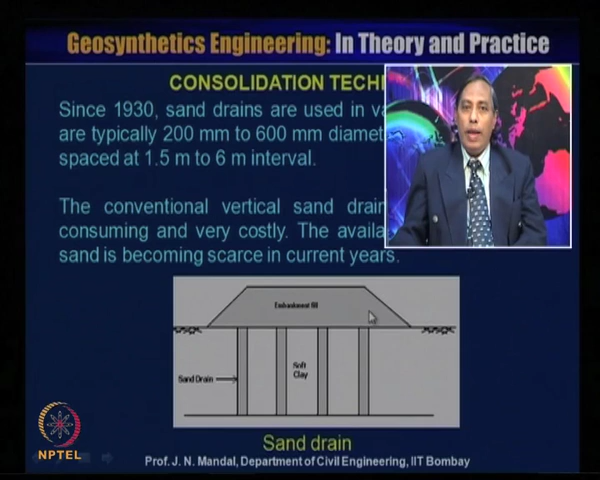 Geosynthetics Engineering: In Theory and Practice
CONSOLIDATION TECH
Since 1930, sand drains are used in va
are typically 200 mm to 600 mm diamet
spaced at 1.5 m to 6 m interval.
The conventional vertical sand drain
consuming and very costly. The availa
sand is becoming scarce in current years.
Embankment fill
Soft
Clay
Sand Drain
Sand drain
NPTEL
Prof. J. N. Mandal, Department of Civil Engineering, IIT Bombay